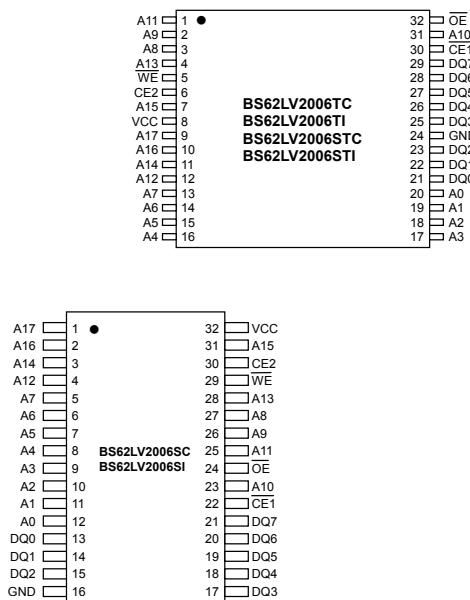 A11 1 32 O̅E̅
A9 2 31 A10
A8 3 30 C̅E̅1̅
A13 4 29 DQ7
W̅E̅ 5 28 DQ6
CE2 6 27 DQ5
A15 7 26 DQ4
VCC 8 25 DQ3
A17 9 24 GND
A16 10 23 DQ2
A14 11 22 DQ1
A12 12 21 DQ0
A7 13 20 A0
A6 14 19 A1
A5 15 18 A2
A4 16 17 A3
BS62LV2006TC
BS62LV2006TI
BS62LV2006STC
BS62LV2006STI
A17 1 32 VCC
A16 2 31 A15
A14 3 30 CE2
A12 4 29 W̅E̅
A7 5 28 A13
A6 6 27 A8
A5 7 26 A9
A4 8 25 A11
A3 9 24 O̅E̅
A2 10 23 A10
A1 11 22 C̅E̅1̅
A0 12 21 DQ7
DQ0 13 20 DQ6
DQ1 14 19 DQ5
DQ2 15 18 DQ4
GND 16 17 DQ3
BS62LV2006SC
BS62LV2006SI